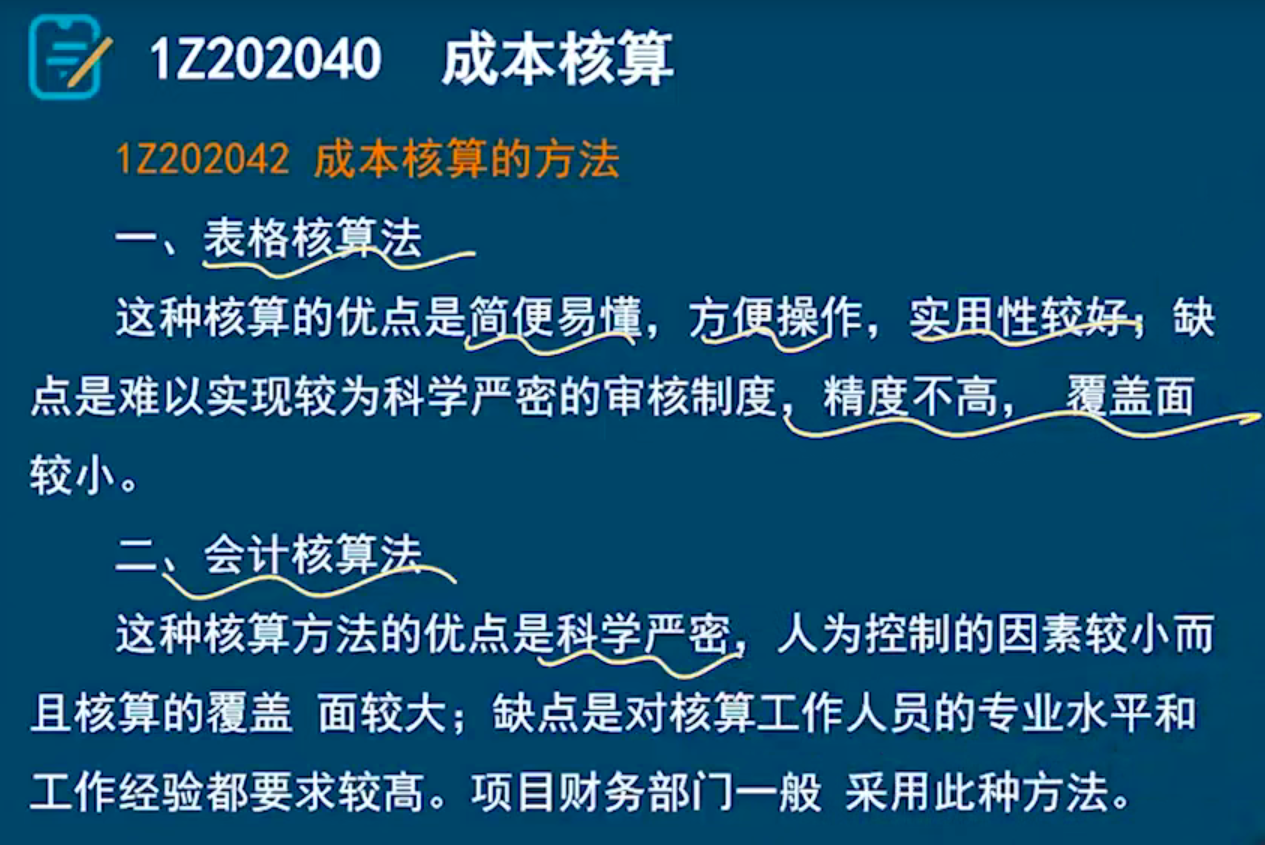 1Z202040 成本核算
1Z202042 成本核算的方法
一、表格核算法
这种核算的优点是简便易懂，方便操作，实用性较好；缺
点是难以实现较为科学严密的审核制度，精度不高， 覆盖面
较小。
二、会计核算法
这种核算方法的优点是科学严密，人为控制的因素较小而
且核算的覆盖 面较大；缺点是对核算工作人员的专业水平和
工作经验都要求较髙。项目财务部门一般 采用此种方法。